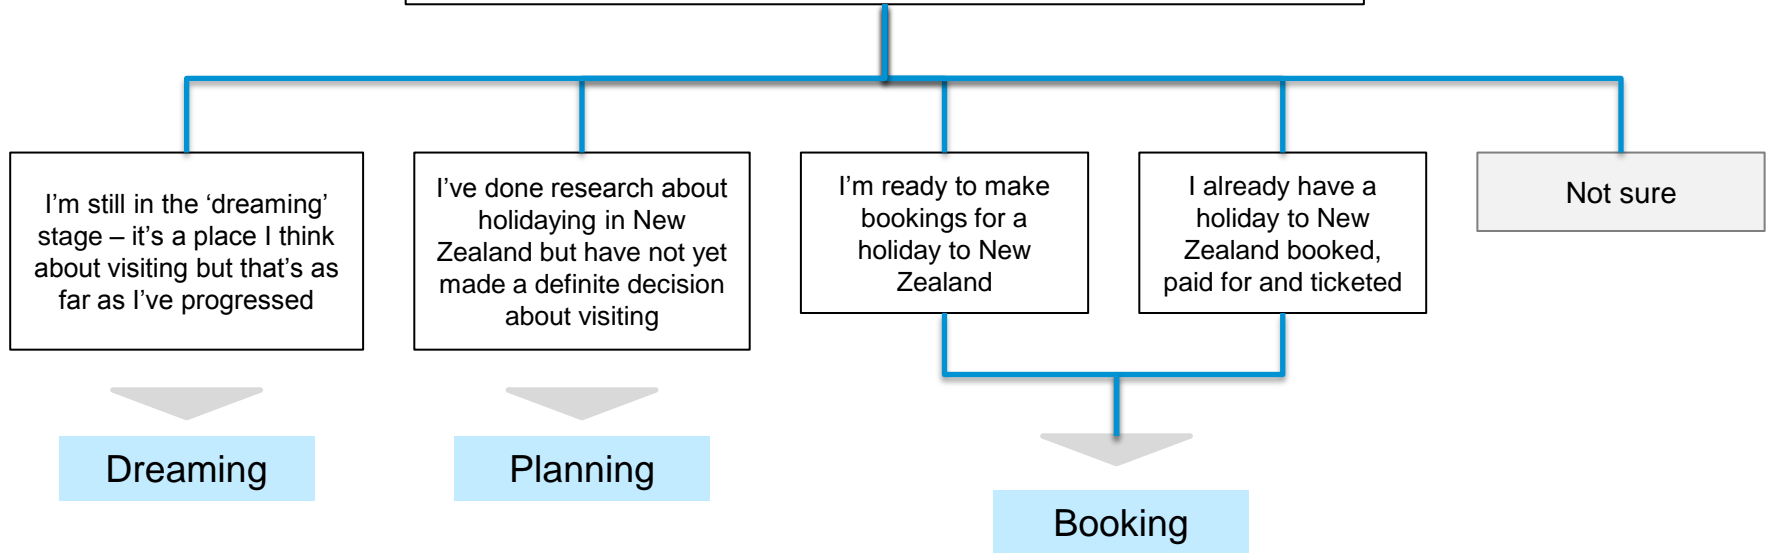 I’m still in the ‘dreaming’
stage – it’s a place I think
about visiting but that’s as
far as I’ve progressed
I’ve done research about
holidaying in New
Zealand but have not yet
made a definite decision
about visiting
I’m ready to make
bookings for a
holiday to New
Zealand
I already have a
holiday to New
Zealand booked,
paid for and ticketed
Not sure
Dreaming
Planning
Booking